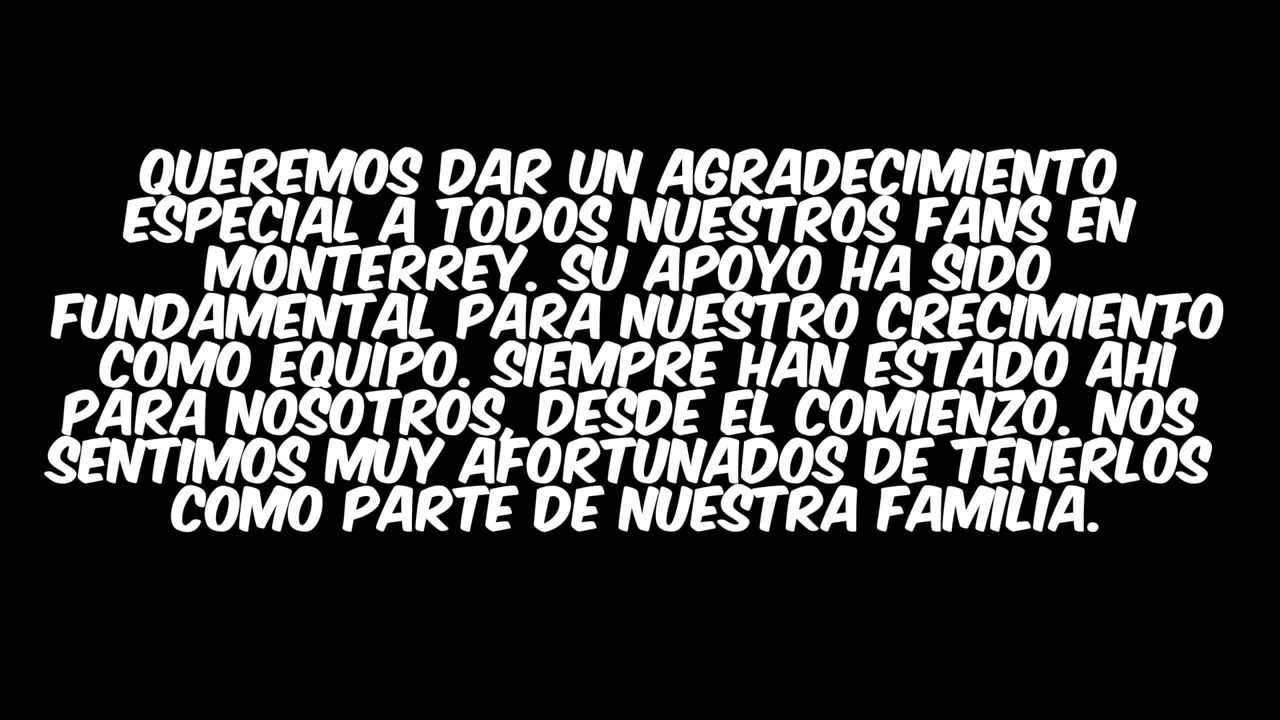 QUEREMOS DAR UN AGRADECIMIENTO
ESPECIAL A TODOS NUESTROS FANS EN
MONTERREY. SU APOYO HA SIDO
FUNDAMENTAL PARA NUESTRO CRECIMIENTO
COMO EQUIPO. SIEMPRE HAN ESTADO AHÍ
PARA NOSOTROS, DESDE EL COMIENZO. NOS
SENTIMOS MUY AFORTUNADOS DE TENERLOS
COMO PARTE DE NUESTRA FAMILIA.